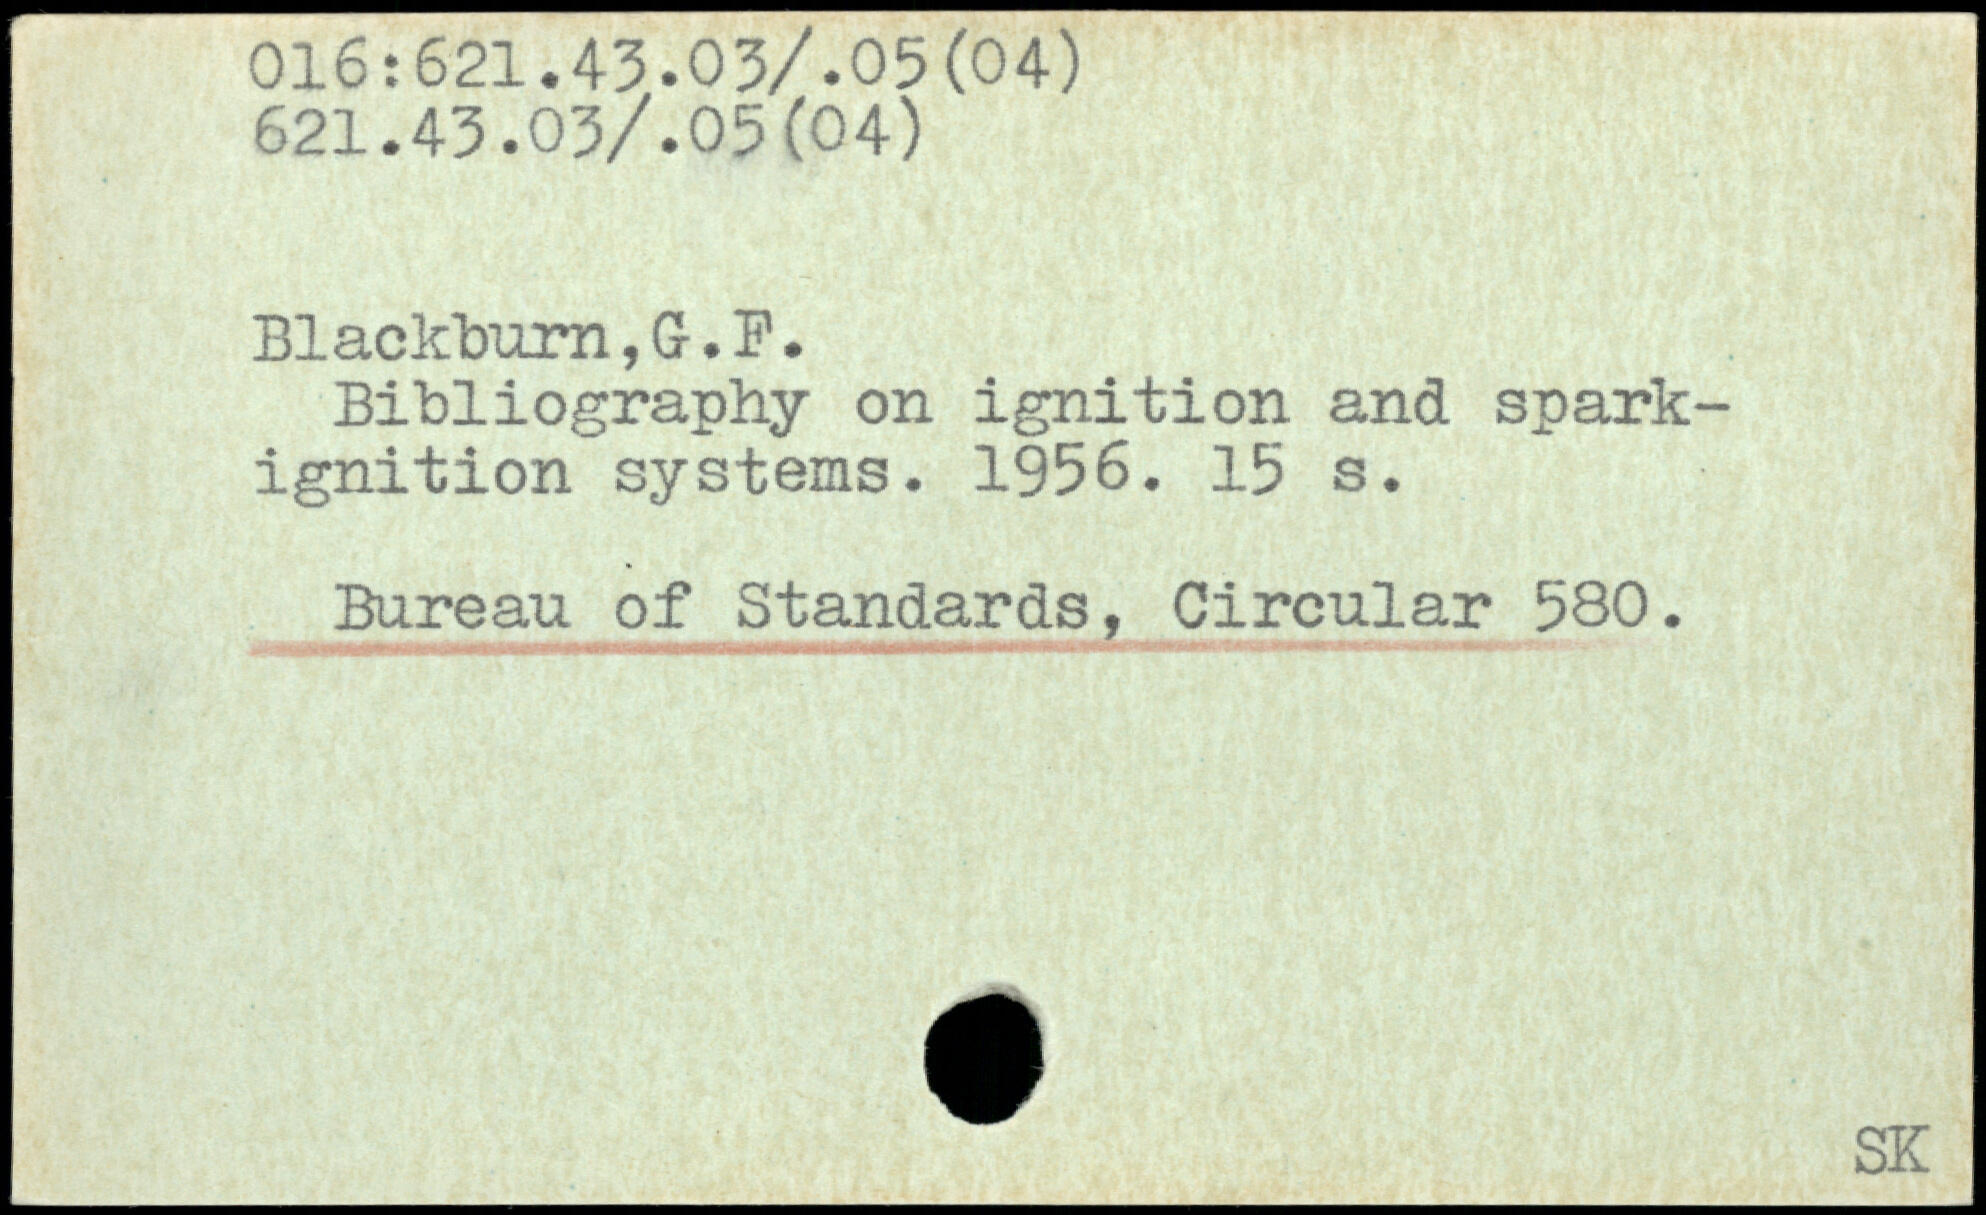 016:621.43.03/.05(04)
621.43.03/.05(04)
Blackburn,G.F.
Bibliography on ignition and spark-
ignition systems. 1956. 15 s.
Bureau of Standards, Circular 580.
SK